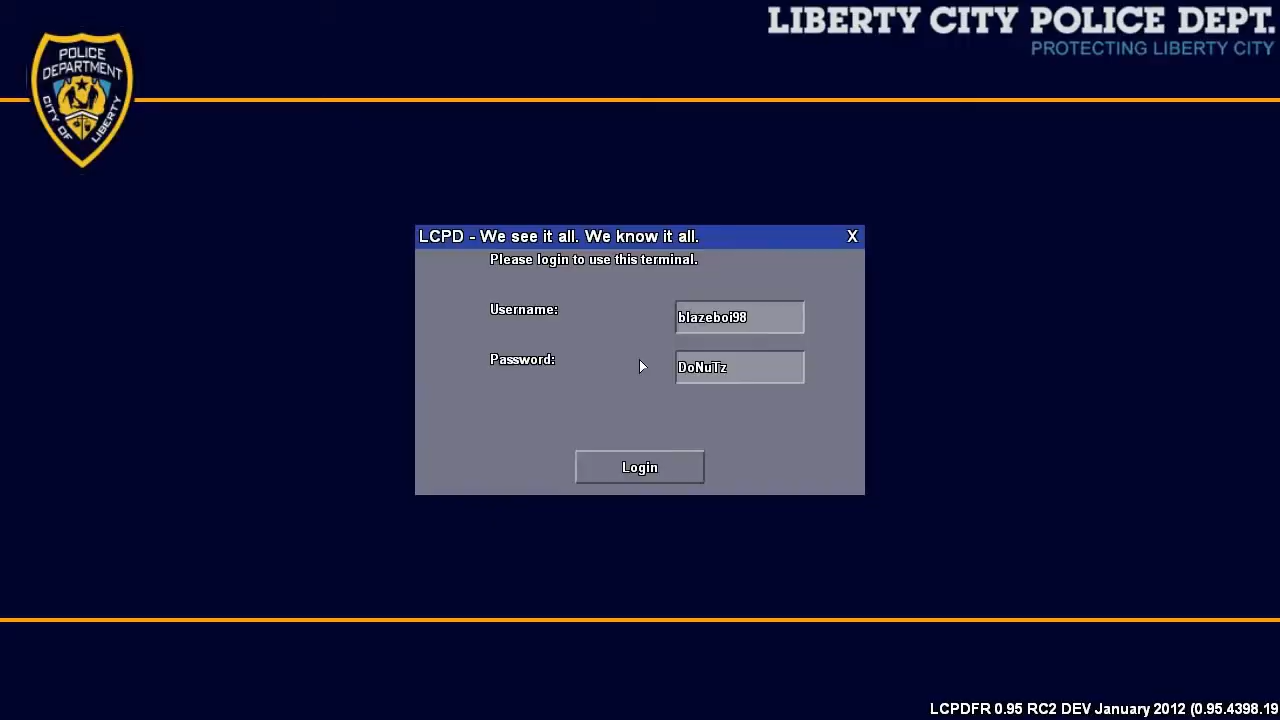 LIBERTY CITY POLICE DEPT.
PROTECTING LIBERTY CITY
POLICE
DEPARTMENT
CITY OF
LIBERTY
LCPD - We see it all. We know it all.
X
Please login to use this terminal.
Username:
blazeboi98
Password:
DoNuTz
Login
LCPDFR 0.95 RC2 DEV January 2012 (0.95.4398.19